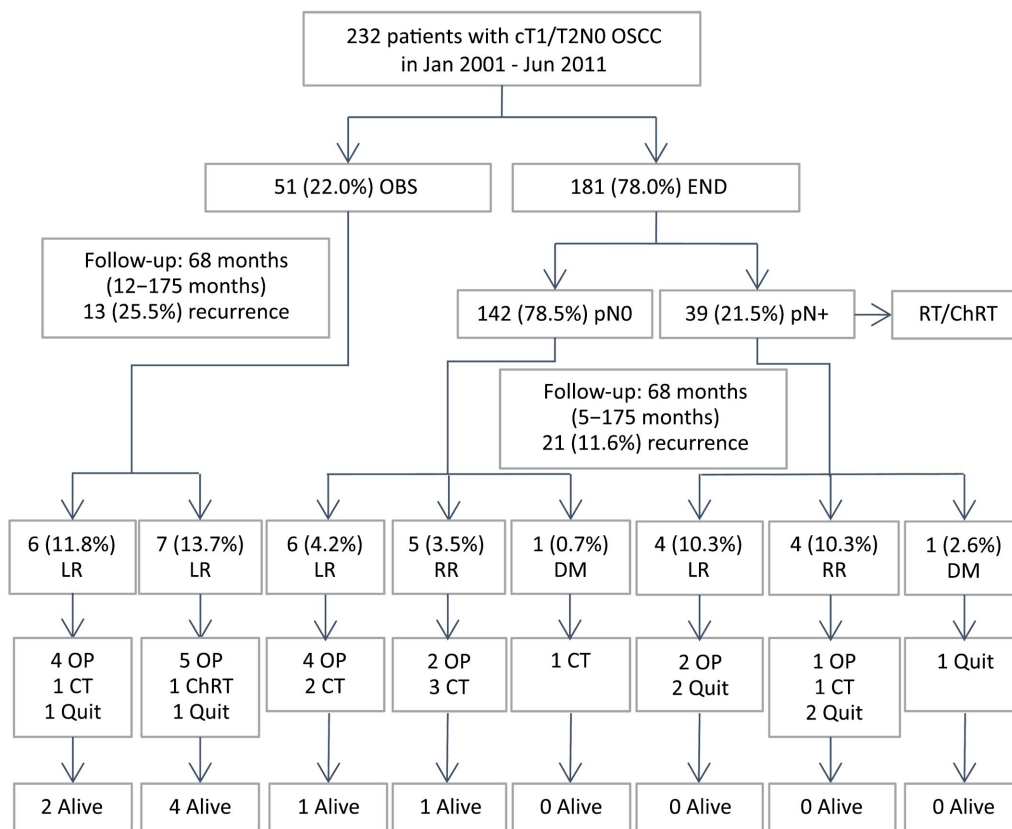 232 patients with cT1/T2N0 OSCC
in Jan 2001 - Jun 2011
51 (22.0%) OBS
181 (78.0%) END
Follow-up: 68 months
(12–175 months)
13 (25.5%) recurrence
142 (78.5%) pN0
39 (21.5%) pN+
RT/ChRT
Follow-up: 68 months
(5–175 months)
21 (11.6%) recurrence
6 (11.8%)
LR
7 (13.7%)
LR
6 (4.2%)
LR
5 (3.5%)
RR
1 (0.7%)
DM
4 (10.3%)
LR
4 (10.3%)
RR
1 (2.6%)
DM
4 OP
1 CT
1 Quit
5 OP
1 ChRT
1 Quit
4 OP
2 CT
2 OP
3 CT
1 CT
2 OP
2 Quit
1 OP
1 CT
2 Quit
1 Quit
2 Alive
4 Alive
1 Alive
1 Alive
0 Alive
0 Alive
0 Alive
0 Alive